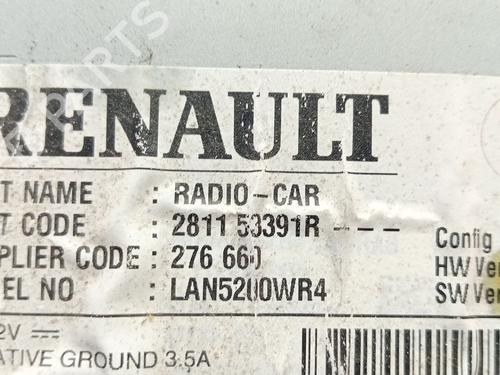 RENAULT
T NAME : RADIO-CAR
T CODE : 2811 53391R - - -
PLIER CODE : 276 660
EL NO : LAN5200WR4
Config
HW Ver
SW Ver
2V
ATIVE GROUND 3.5A